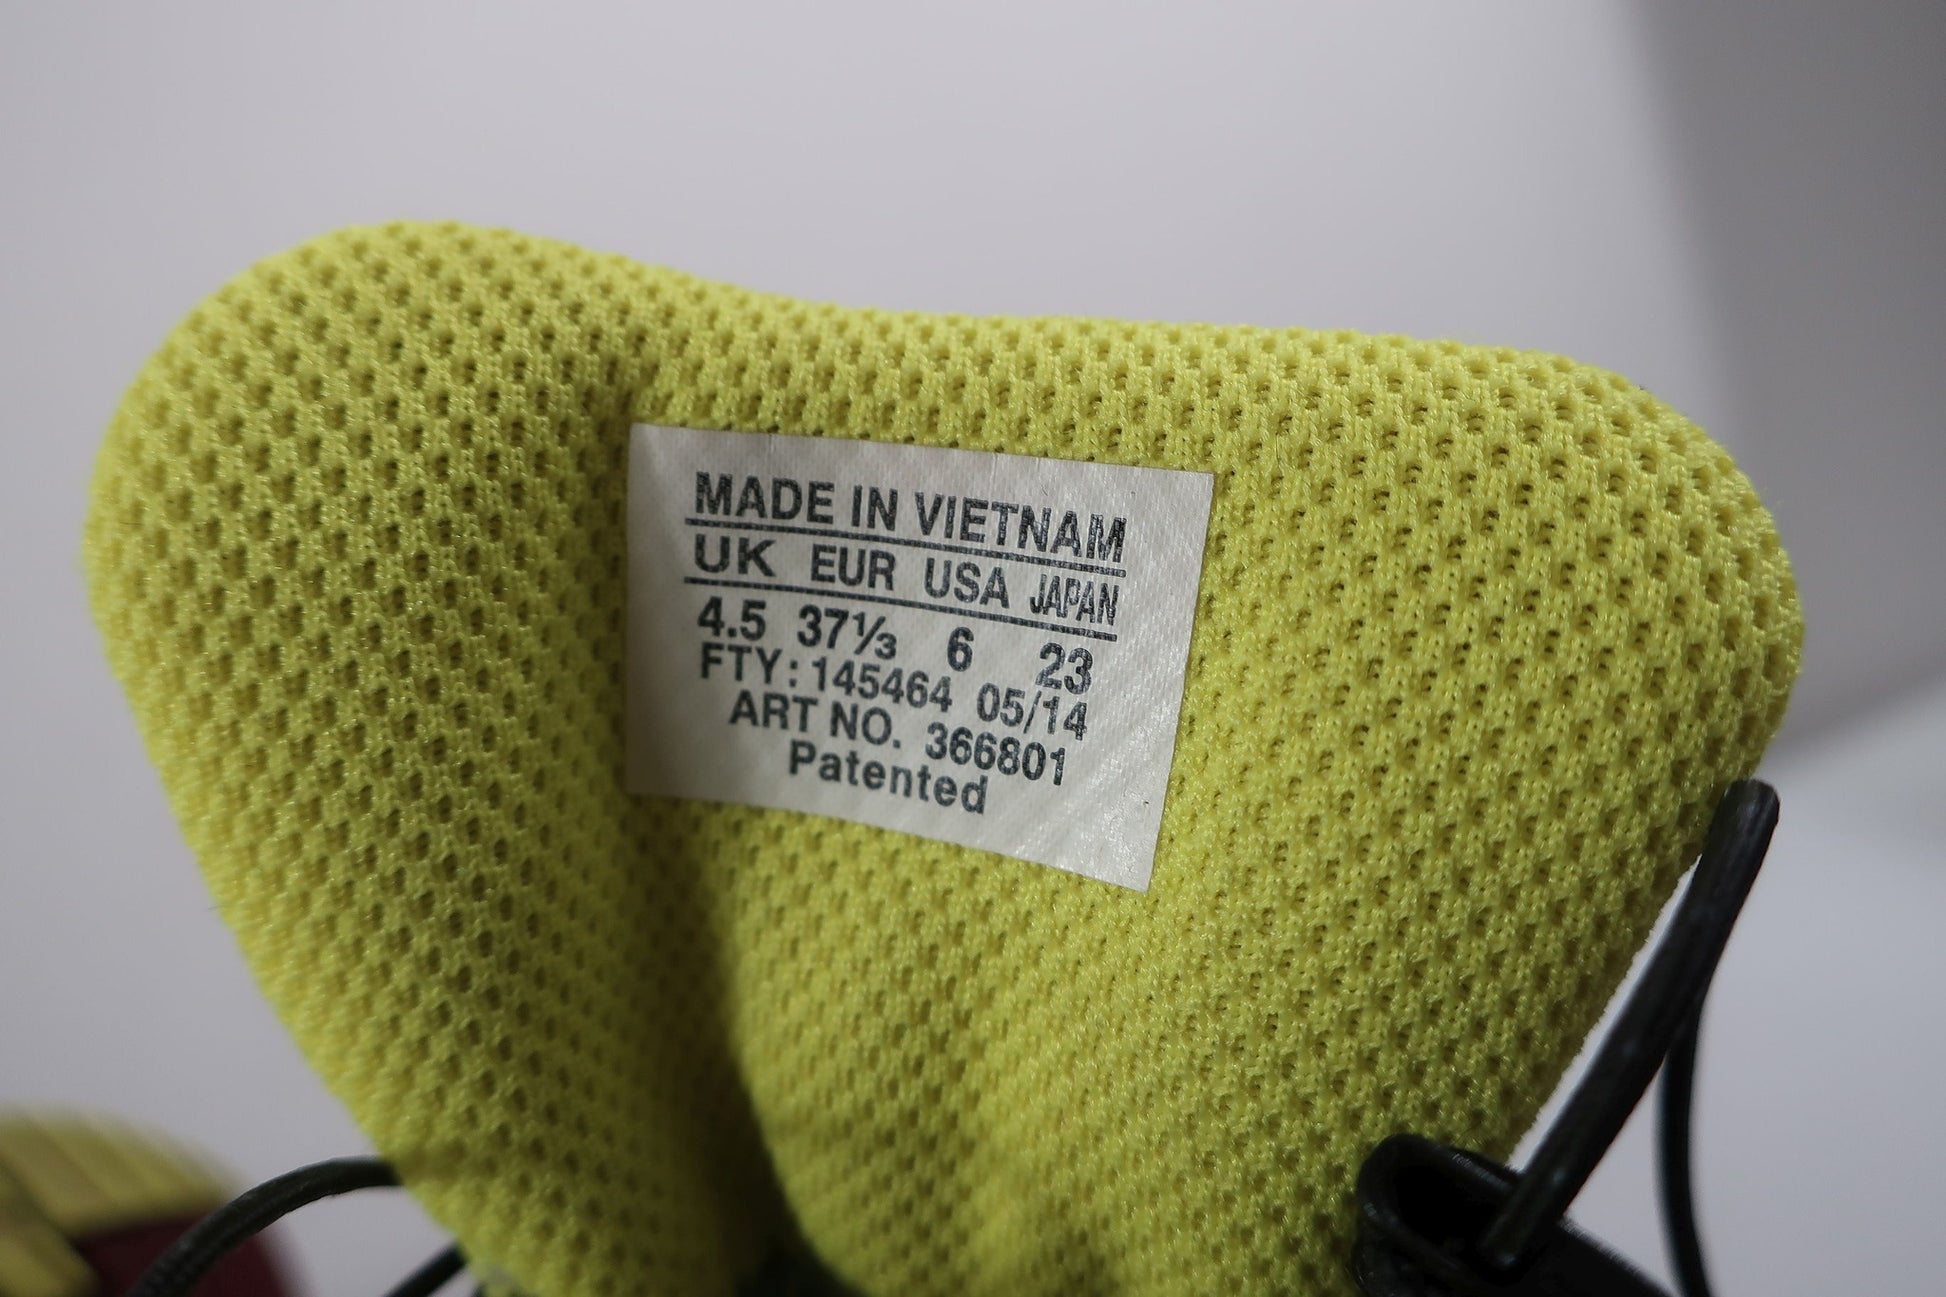 MADE IN VIETNAM
UK EUR USA JAPAN
4.5 37⅓ 6 23
FTY: 145464 05/14
ART NO. 366801
Patented